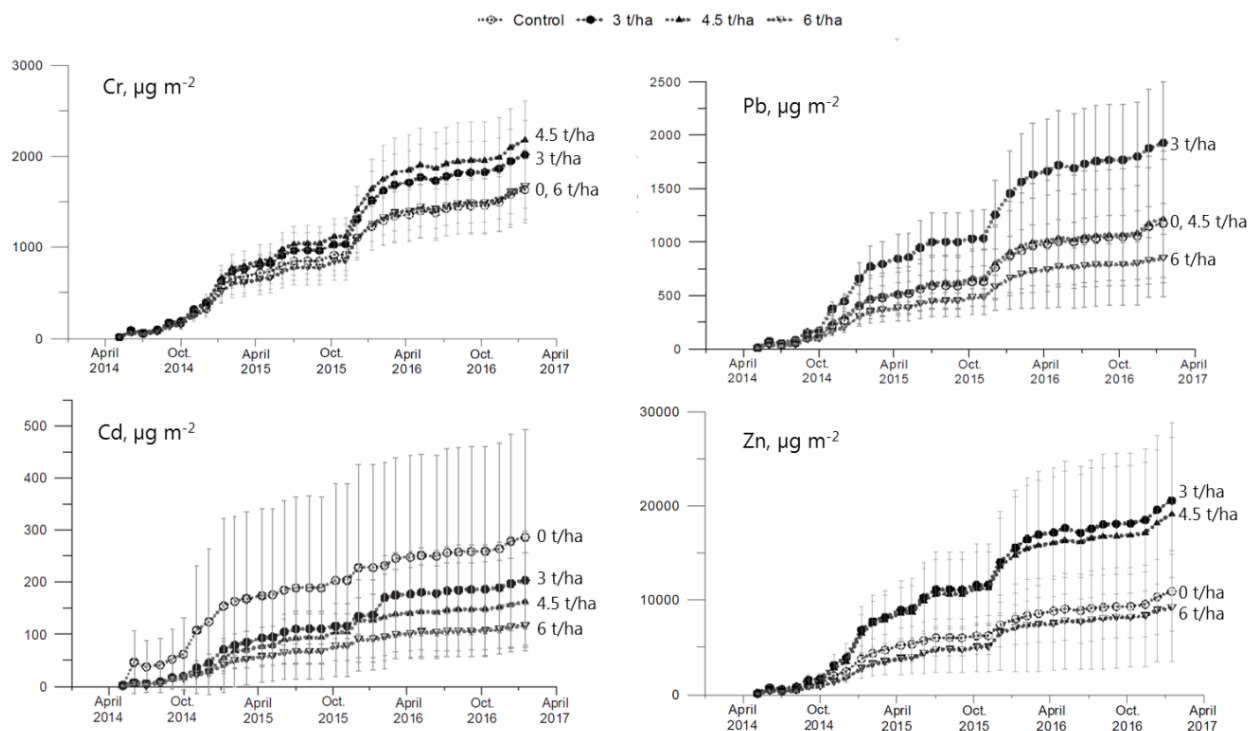 Control 3 t/ha 4.5 t/ha 6 t/ha
Cr, µg m-2
3000
2000
1000
0
4.5 t/ha
3 t/ha
0, 6 t/ha
April 2014
Oct. 2014
April 2015
Oct. 2015
April 2016
Oct. 2016
April 2017
Pb, µg m-2
2500
2000
1500
1000
500
0
3 t/ha
0, 4.5 t/ha
6 t/ha
April 2014
Oct. 2014
April 2015
Oct. 2015
April 2016
Oct. 2016
April 2017
Cd, µg m-2
500
400
300
200
100
0
0 t/ha
3 t/ha
4.5 t/ha
6 t/ha
April 2014
Oct. 2014
April 2015
Oct. 2015
April 2016
Oct. 2016
April 2017
Zn, µg m-2
30000
20000
10000
0
3 t/ha
4.5 t/ha
0 t/ha
6 t/ha
April 2014
Oct. 2014
April 2015
Oct. 2015
April 2016
Oct. 2016
April 2017